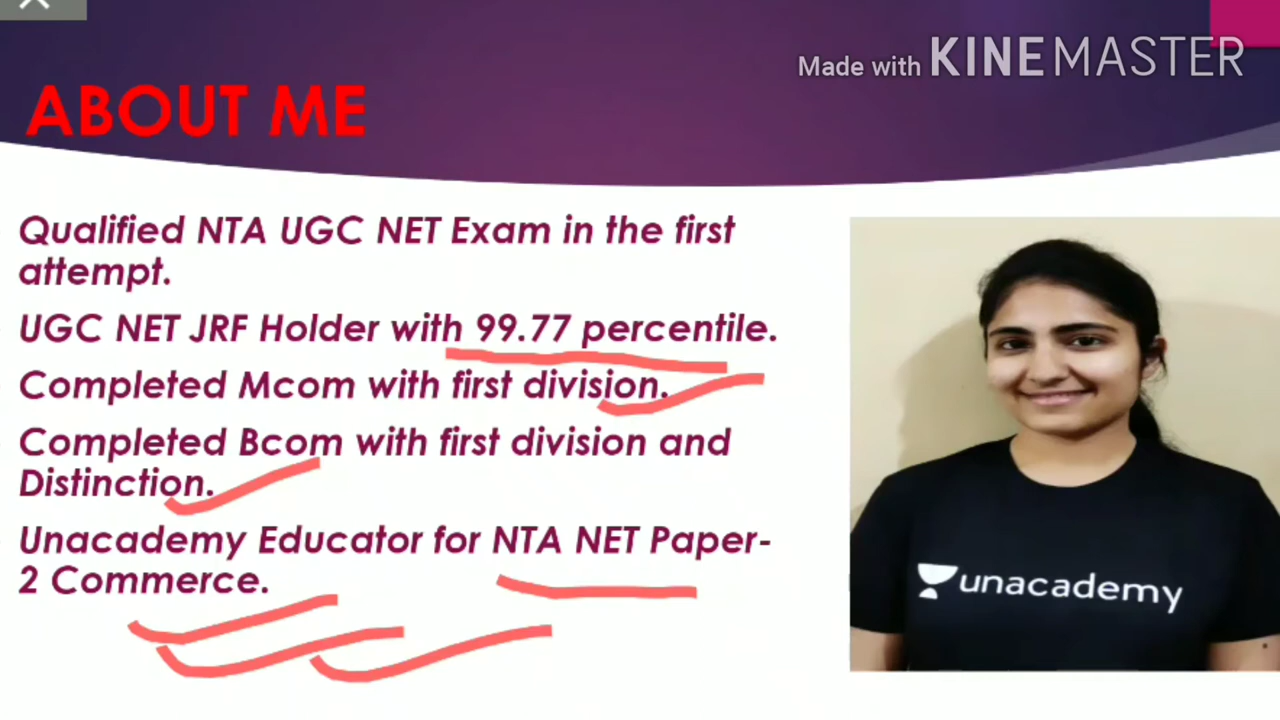 Made with KINEMASTER
ABOUT ME
Qualified NTA UGC NET Exam in the first
attempt.
UGC NET JRF Holder with 99.77 percentile.
Completed Mcom with first division.
Completed Bcom with first division and
Distinction.
Unacademy Educator for NTA NET Paper-
2 Commerce.
unacademy